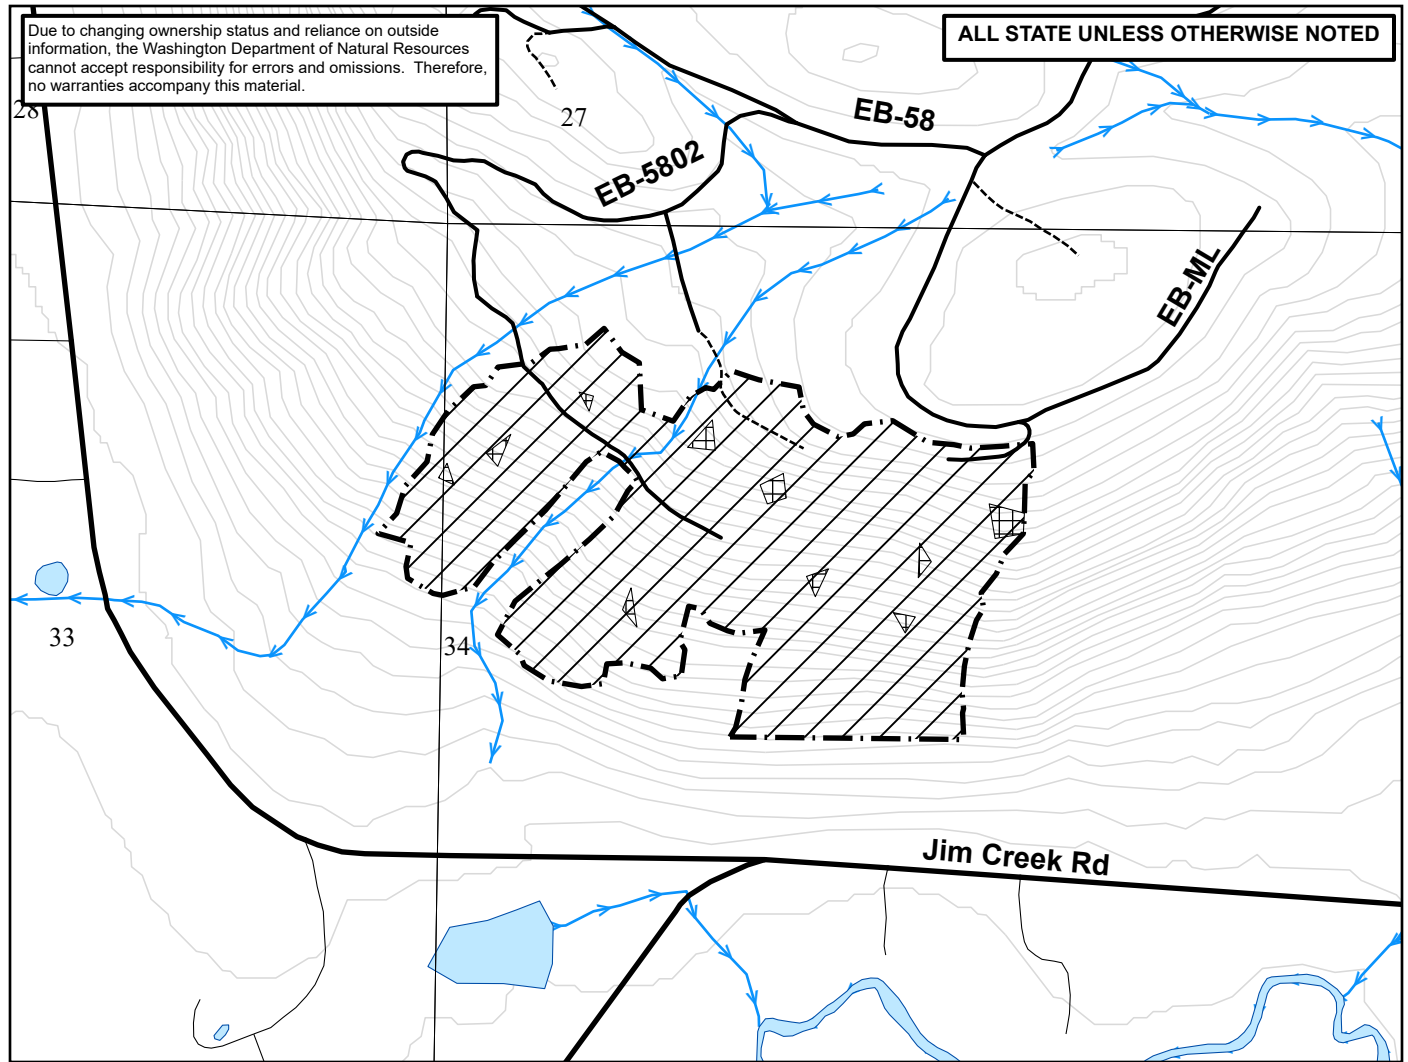 Due to changing ownership status and reliance on outside
information, the Washington Department of Natural Resources
cannot accept responsibility for errors and omissions. Therefore,
no warranties accompany this material.
ALL STATE UNLESS OTHERWISE NOTED
28
27
EB-58
EB-5802
EB-ML
33
34
Jim Creek Rd